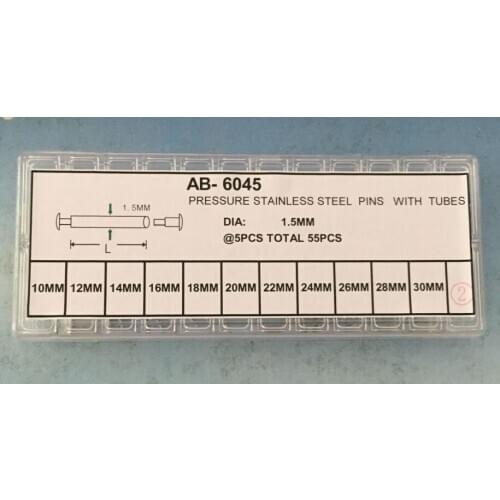 AB- 6045
PRESSURE STAINLESS STEEL PINS WITH TUBES
1.5MM
DIA: 1.5MM
@5PCS TOTAL 55PCS
L
10MM 12MM 14MM 16MM 18MM 20MM 22MM 24MM 26MM 28MM 30MM 2